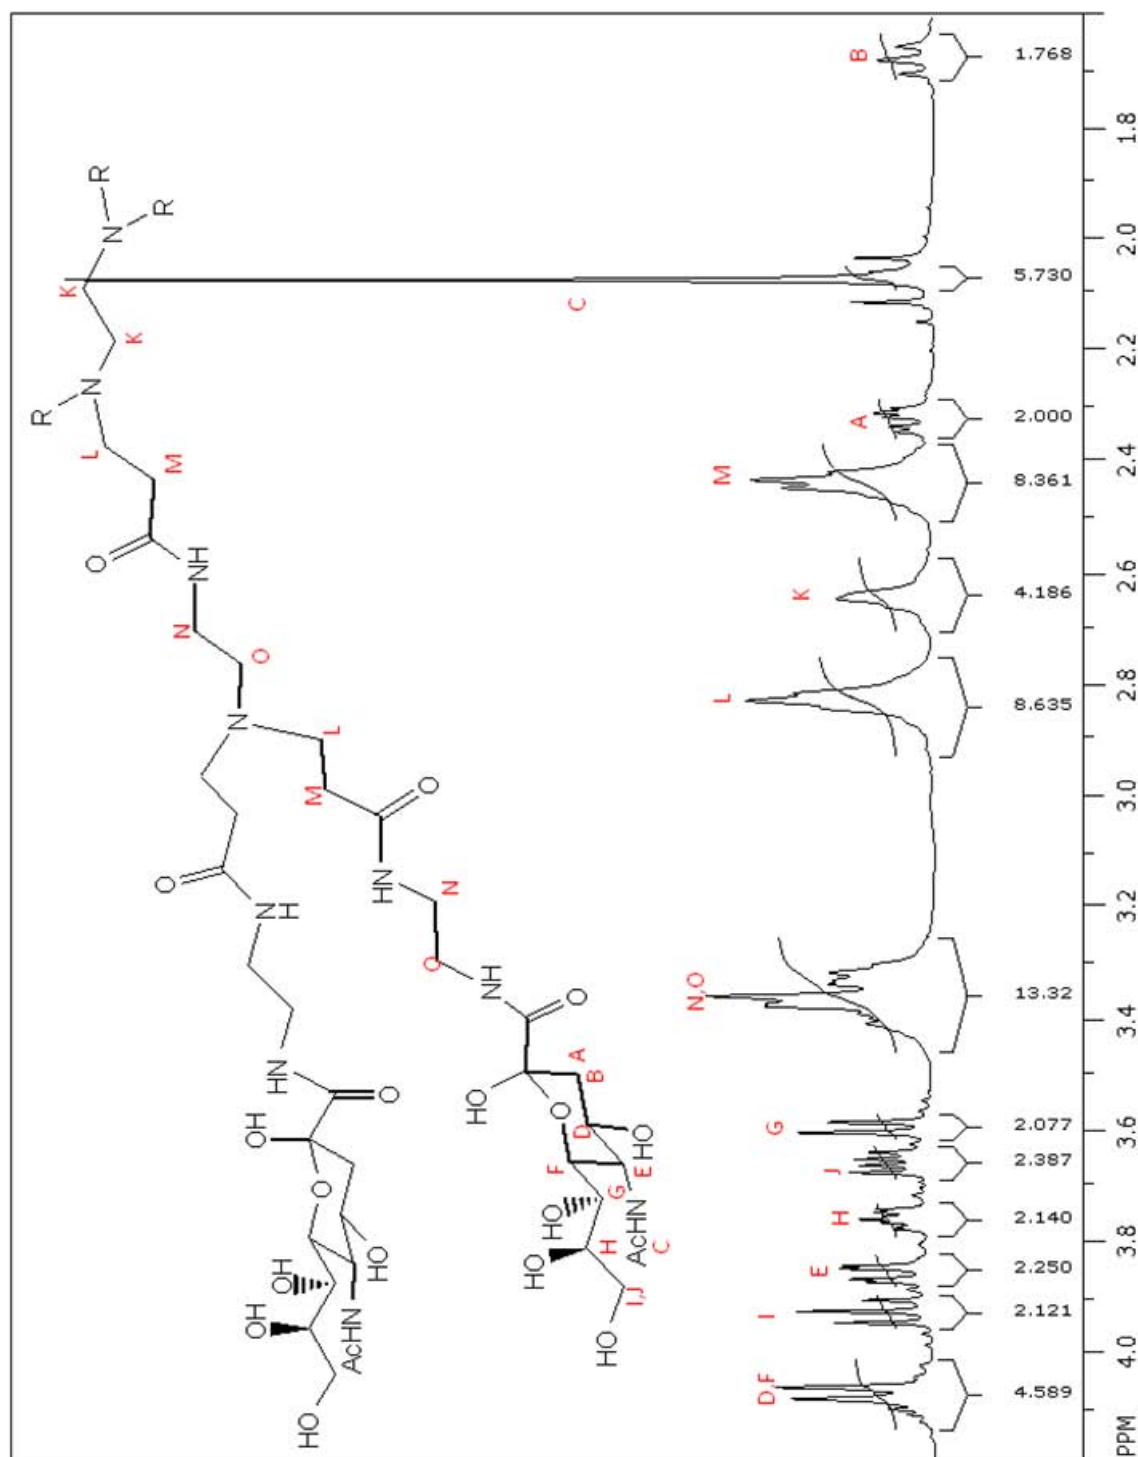 B
1.768
1.8
R
R
N
2.0
K
C
5.730
K
2.2
R
N
L
A
2.000
M
2.4
M
8.361
O
NH
2.6
N
K
4.186
O
N
L
2.8
L
8.635
M
O
3.0
O
N
H
HN
N
3.2
O
NH
N,O
13.32
3.4
HN
O
O
A
B
HO
OH
O
D
HO
3.6
G
2.077
O
F
E
J
2.387
G
HO
AcHN
C
H
2.140
3.8
OH
OH
HO
H
E
2.250
OH
AcHN
I,J
I
2.121
HO
4.0
HO
D,F
4.589
PPM